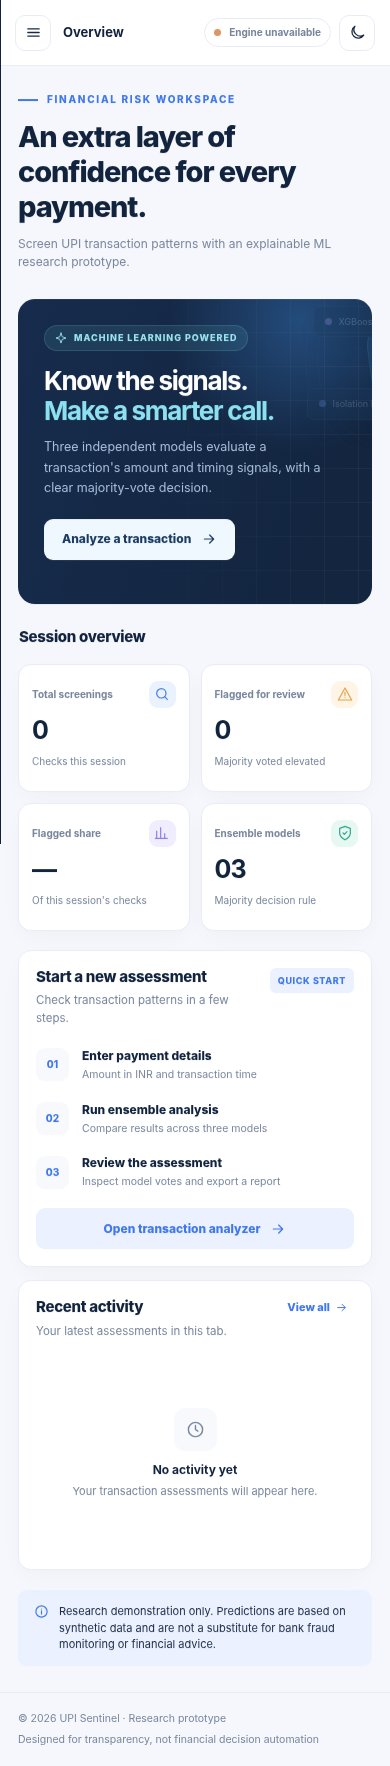 Overview
Engine unavailable
FINANCIAL RISK WORKSPACE
An extra layer of
confidence for every
payment.
Screen UPI transaction patterns with an explainable ML
research prototype.
MACHINE LEARNING POWERED
XGBoos
Know the signals.
Make a smarter call.
Isolation
Three independent models evaluate a
transaction's amount and timing signals, with a
clear majority-vote decision.
Analyze a transaction
Session overview
Total screenings
0
Checks this session
Flagged for review
0
Majority voted elevated
Flagged share
—
Of this session's checks
Ensemble models
03
Majority decision rule
Start a new assessment
QUICK START
Check transaction patterns in a few
steps.
01
Enter payment details
Amount in INR and transaction time
02
Run ensemble analysis
Compare results across three models
03
Review the assessment
Inspect model votes and export a report
Open transaction analyzer
Recent activity
View all
Your latest assessments in this tab.
No activity yet
Your transaction assessments will appear here.
Research demonstration only. Predictions are based on
synthetic data and are not a substitute for bank fraud
monitoring or financial advice.
© 2026 UPI Sentinel · Research prototype
Designed for transparency, not financial decision automation